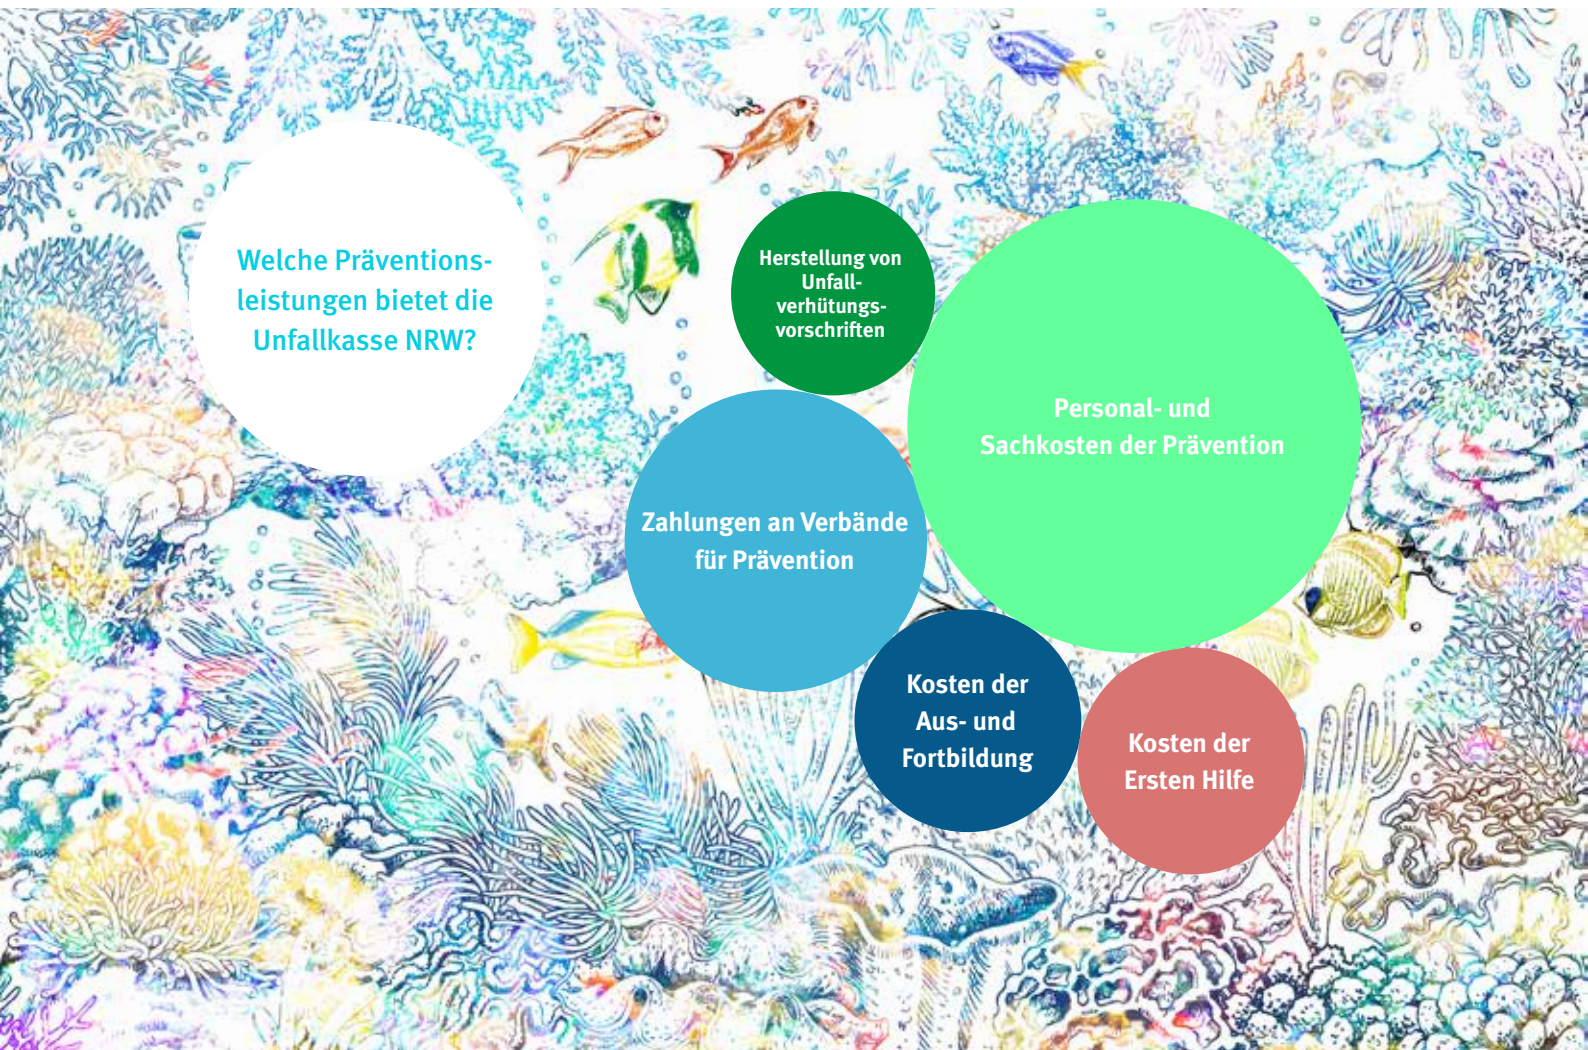 Welche Präventions-
leistungen bietet die
Unfallkasse NRW?
Herstellung von
Unfall-
verhütungs-
vorschriften
Personal- und
Sachkosten der Prävention
Zahlungen an Verbände
für Prävention
Kosten der
Aus- und
Fortbildung
Kosten der
Ersten Hilfe